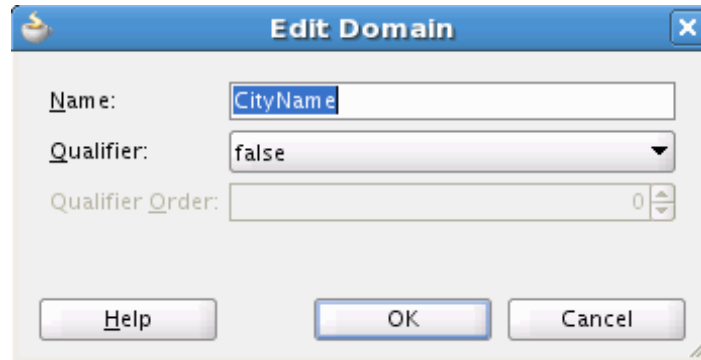 Edit Domain
Name: CityName
Qualifier: false
Qualifier Order: 0
Help OK Cancel